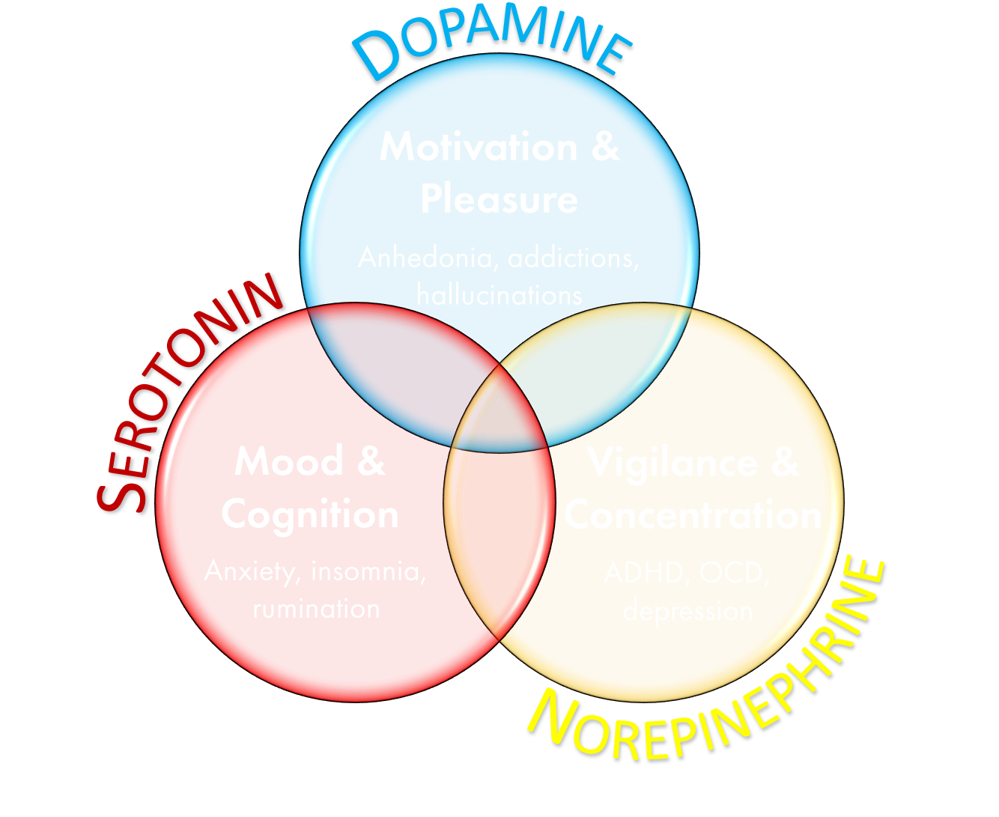 DOPAMINE
Motivation &
Pleasure
Anhedonia, addictions,
hallucinations
SEROTONIN
Mood &
Cognition
Anxiety, insomnia,
rumination
Vigilance &
Concentration
ADHD, OCD,
depression
NOREPINEPHRINE